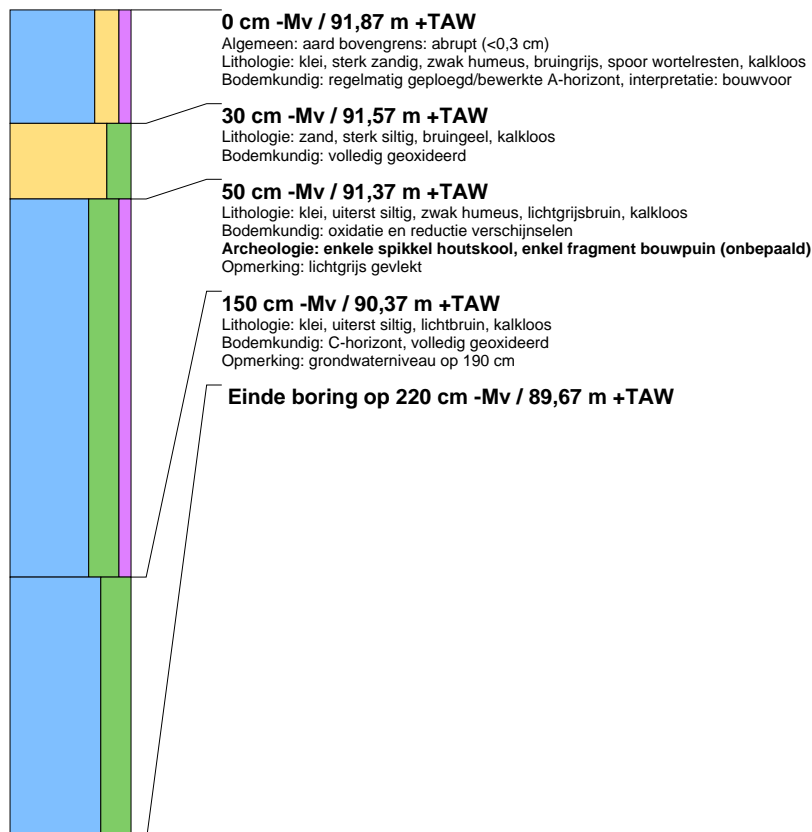 0 cm -Mv / 91,87 m +TAW
Algemeen: aard bovengrens: abrupt (<0,3 cm)
Lithologie: klei, sterk zandig, zwak humeus, bruingrijs, spoor wortelresten, kalkloos
Bodemkundig: regelmatig geploegd/bewerkte A-horizont, interpretatie: bouwvoor
30 cm -Mv / 91,57 m +TAW
Lithologie: zand, sterk siltig, bruingeel, kalkloos
Bodemkundig: volledig geoxideerd
50 cm -Mv / 91,37 m +TAW
Lithologie: klei, uiterst siltig, zwak humeus, lichtgrijsbruin, kalkloos
Bodemkundig: oxidatie en reductie verschijnselen
Archeologie: enkele spikkel houtskool, enkel fragment bouwpuin (onbepaald)
Opmerking: lichtgrijs gevlekt
150 cm -Mv / 90,37 m +TAW
Lithologie: klei, uiterst siltig, lichtbruin, kalkloos
Bodemkundig: C-horizont, volledig geoxideerd
Opmerking: grondwaterniveau op 190 cm
Einde boring op 220 cm -Mv / 89,67 m +TAW